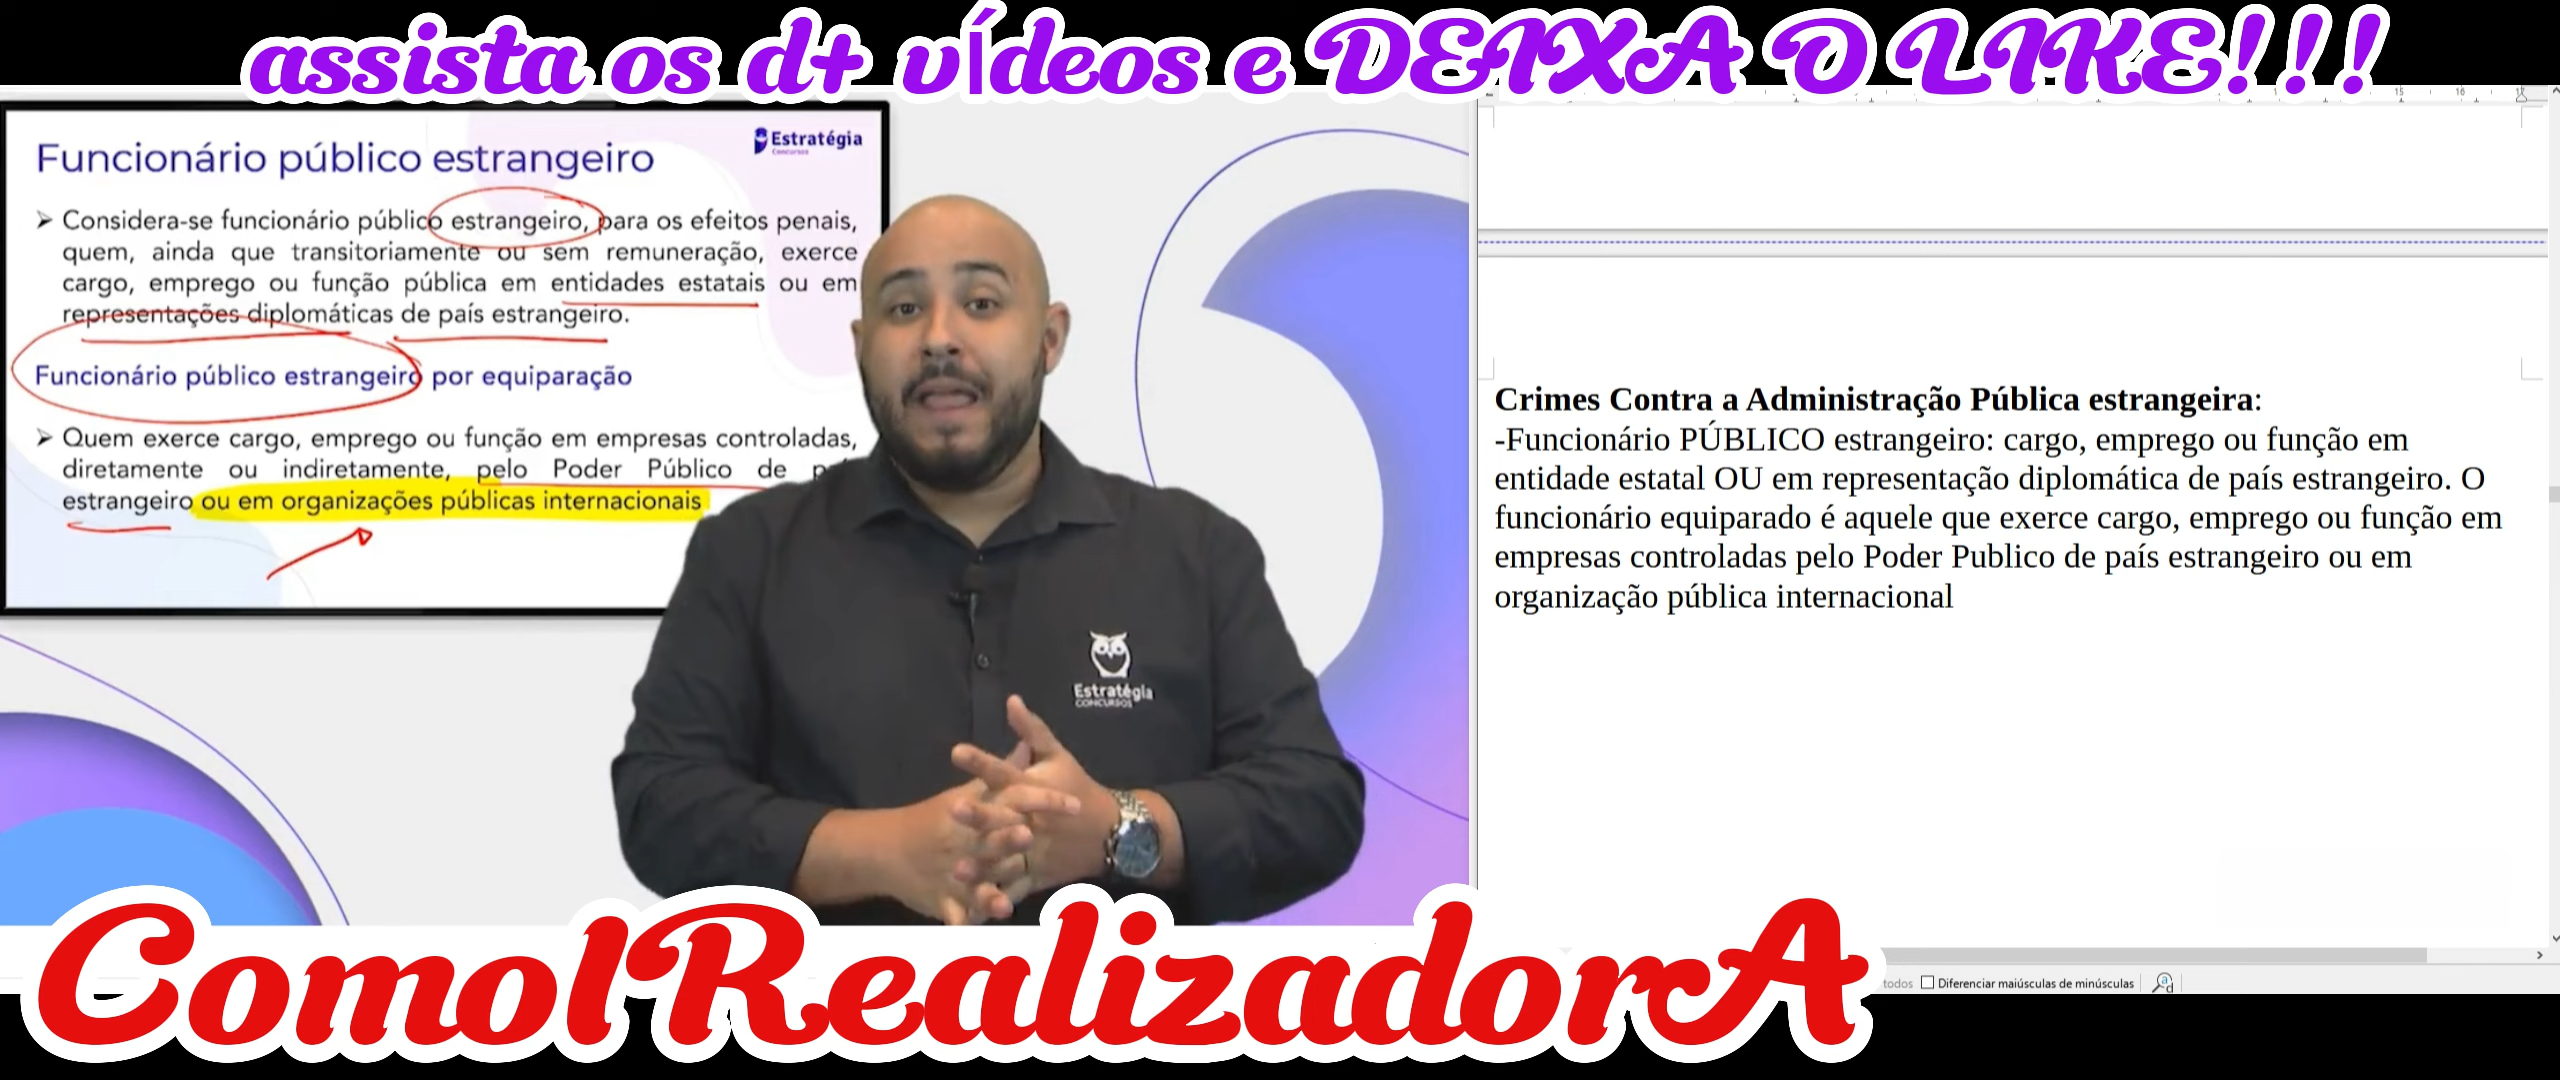 assista os d+ vÍdeos e DEIXA O LIKE!!!
Estratégia
Concursos
Funcionário público estrangeiro
➤ Considera-se funcionário público estrangeiro, para os efeitos penais,
quem, ainda que transitoriamente ou sem remuneração, exerce
cargo, emprego ou função pública em entidades estatais ou em
representações diplomáticas de país estrangeiro.
Funcionário público estrangeiro por equiparação
➤ Quem exerce cargo, emprego ou função em empresas controladas,
diretamente ou indiretamente, pelo Poder Público de
estrangeiro ou em organizações públicas internacionais
Estratégia
CONCURSOS
15 16
Crimes Contra a Administração Pública estrangeira:
-Funcionário PÚBLICO estrangeiro: cargo, emprego ou função em
entidade estatal OU em representação diplomática de país estrangeiro. O
funcionário equiparado é aquele que exerce cargo, emprego ou função em
empresas controladas pelo Poder Publico de país estrangeiro ou em
organização pública internacional
todos Diferenciar maiúsculas de minúsculas
ComolRealizadorA